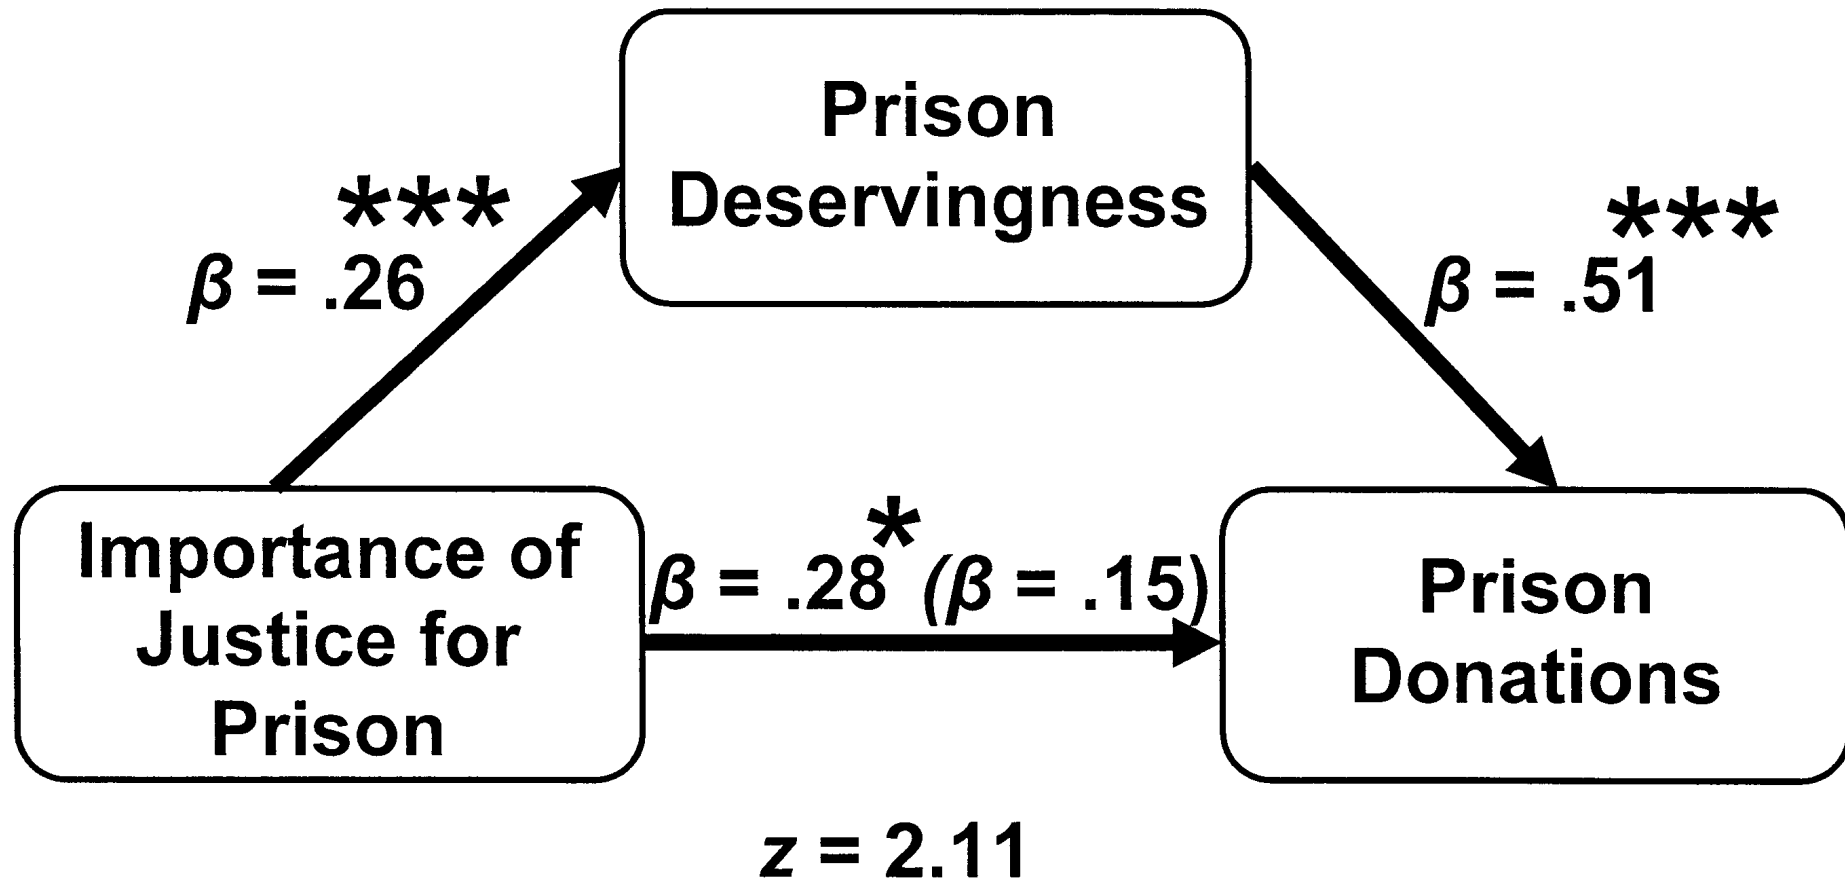 Prison
Deservingness
***
β = .26
***
β = .51
Importance of
Justice for
Prison
β = .28* (β = .15)
Prison
Donations
z = 2.11